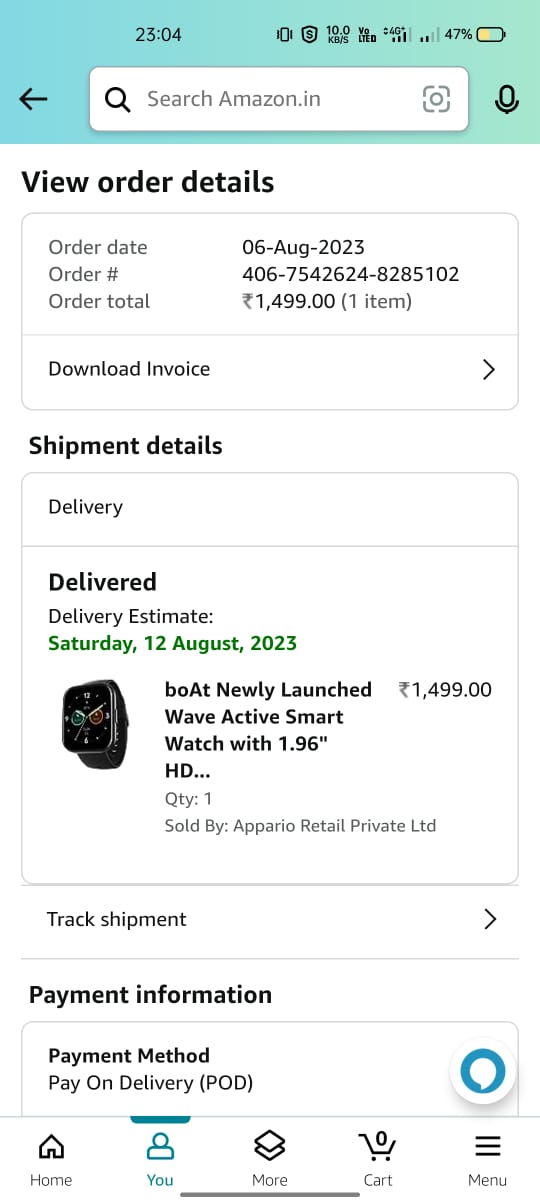 23:04
10.0
KB/S
Vo
LTED
4G+
47%
Search Amazon.in
View order details
Order date 06-Aug-2023
Order # 406-7542624-8285102
Order total ₹1,499.00 (1 item)
Download Invoice
Shipment details
Delivery
Delivered
Delivery Estimate:
Saturday, 12 August, 2023
boAt Newly Launched ₹1,499.00
Wave Active Smart
Watch with 1.96"
HD...
Qty: 1
Sold By: Appario Retail Private Ltd
Track shipment
Payment information
Payment Method
Pay On Delivery (POD)
0
Home You More Cart Menu